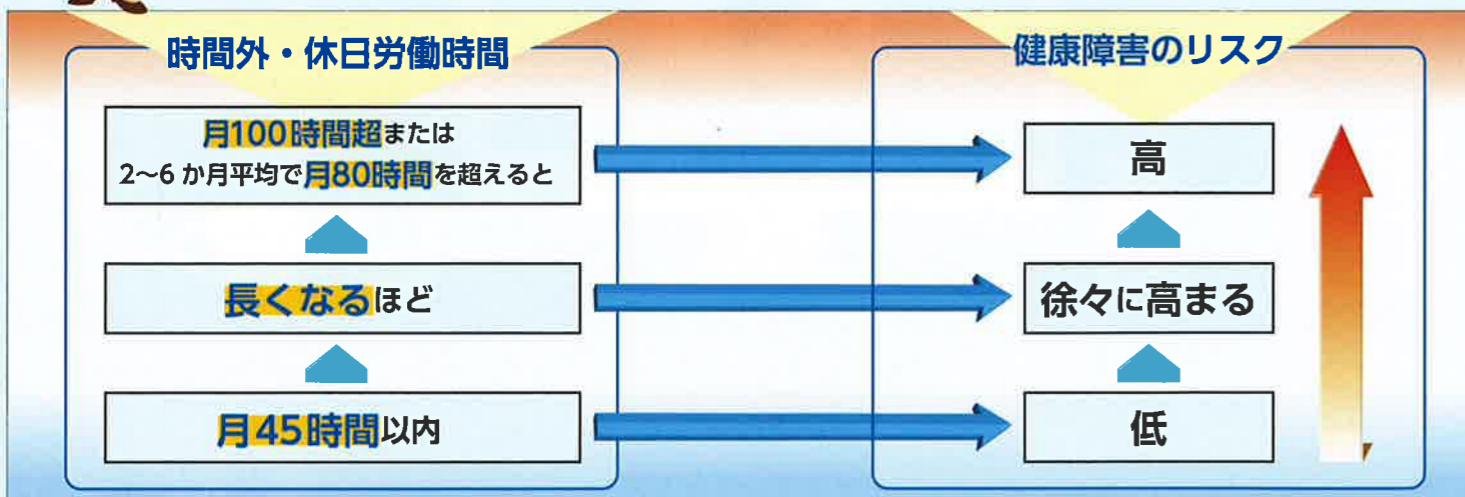 時間外・休日労働時間
健康障害のリスク
月100時間超または
2〜6か月平均で月80時間を超えると
高
長くなるほど
徐々に高まる
月45時間以内
低